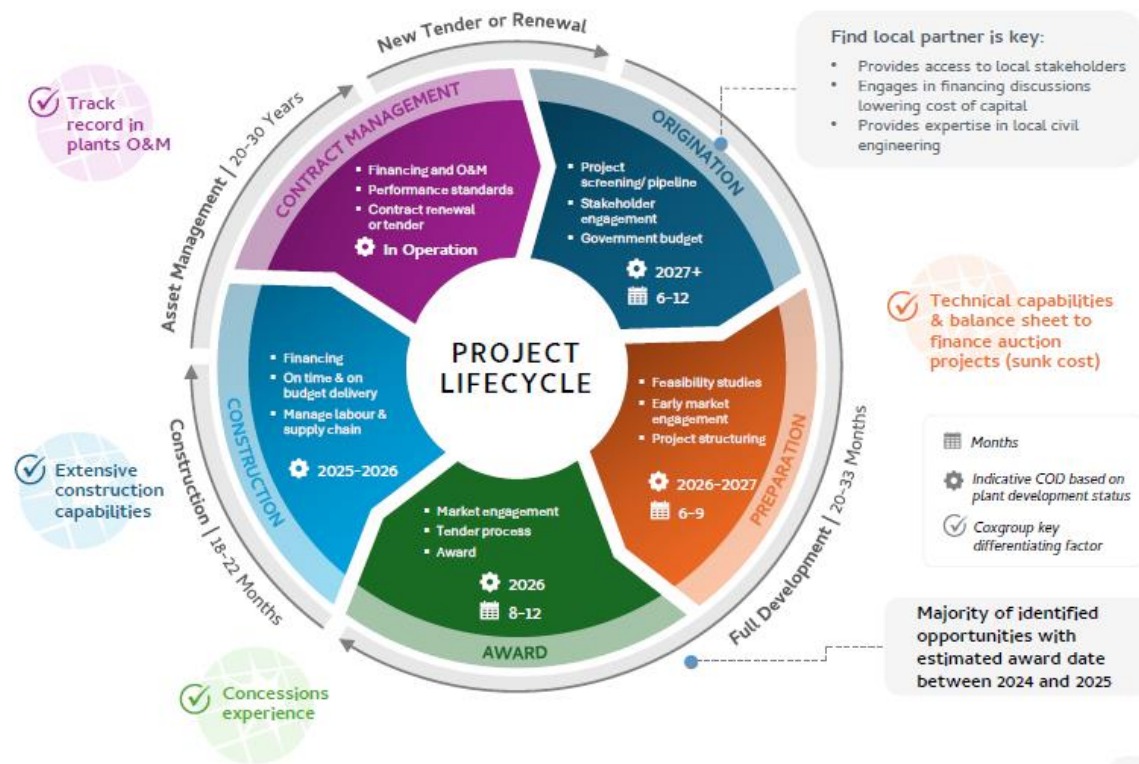 New Tender or Renewal
Find local partner is key:
• Provides access to local stakeholders
• Engages in financing discussions
lowering cost of capital
• Provides expertise in local civil
engineering
Track
record in
plants O&M
Asset Management | 20-30 Years
CONTRACT MANAGEMENT
▪ Financing and O&M
▪ Performance standards
▪ Contract renewal
or tender
In Operation
ORIGINATION
▪ Project
screening/ pipeline
▪ Stakeholder
engagement
▪ Government budget
2027+
6-12
PROJECT
LIFECYCLE
Technical capabilities
& balance sheet to
finance auction
projects (sunk cost)
▪ Feasibility studies
▪ Early market
engagement
▪ Project structuring
2026-2027
6-9
PREPARATION
Full Development | 20-33 Months
▪ Financing
▪ On time & on
budget delivery
▪ Manage labour &
supply chain
2025-2026
CONSTRUCTION
Construction | 18-22 Months
Extensive
construction
capabilities
▪ Market engagement
▪ Tender process
▪ Award
2026
8-12
AWARD
Months
Indicative COD based on
plant development status
Coxgroup key
differentiating factor
Majority of identified
opportunities with
estimated award date
between 2024 and 2025
Concessions
experience